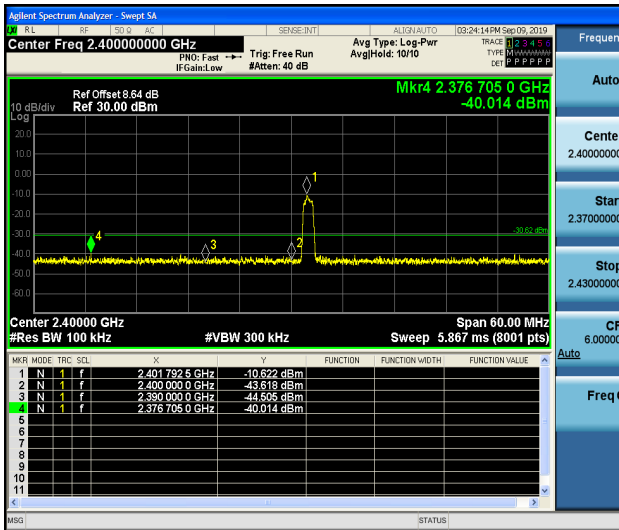 Agilent Spectrum Analyzer - Swept SA
LXI RL RF 50 Ω AC SENSE:INT ALIGN AUTO 03:24:14 PM Sep 09, 2019
Center Freq 2.400000000 GHz
PNO: Fast
IFGain:Low
Trig: Free Run
#Atten: 40 dB
Avg Type: Log-Pwr
Avg|Hold: 10/10
TRACE 1 2 3 4 5 6
TYPE M WWWWW
DET P P P P P P
Ref Offset 8.64 dB
Ref 30.00 dBm
10 dB/div
Log
Mkr4 2.376 705 0 GHz
-40.014 dBm
20.0
10.0
0.00
-10.0
-20.0
-30.0
-40.0
-50.0
-60.0
1
2
3
4
-30.62 dBm
Center 2.40000 GHz Span 60.00 MHz
#Res BW 100 kHz #VBW 300 kHz Sweep 5.867 ms (8001 pts)
MKR MODE TRC SCL X Y FUNCTION FUNCTION WIDTH FUNCTION VALUE
1 N 1 f 2.401 792 5 GHz -10.622 dBm
2 N 1 f 2.400 000 0 GHz -43.618 dBm
3 N 1 f 2.390 000 0 GHz -44.505 dBm
4 N 1 f 2.376 705 0 GHz -40.014 dBm
5
6
7
8
9
10
11
MSG STATUS
Frequen
Auto
Cente
2.40000000
Star
2.37000000
Stop
2.43000000
CF
6.00000
Auto
Freq